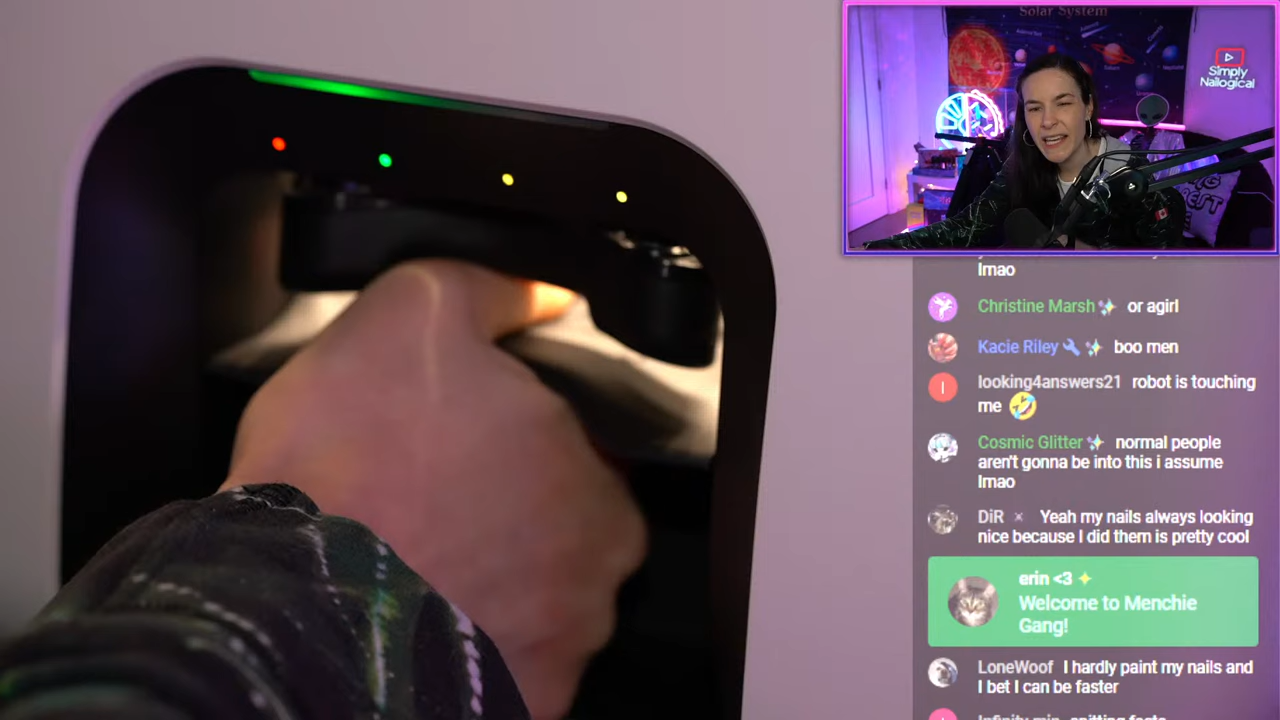 Solar System
Simply
Nailogical
lmao
Christine Marsh✨ or agirl
Kacie Riley 🔧 ✨ boo men
looking4answers21 robot is touching
me 🤣
Cosmic Glitter✨ normal people
aren't gonna be into this i assume
lmao
DiR Yeah my nails always looking
nice because I did them is pretty cool
erin <3
Welcome to Menchie
Gang!
LoneWoof I hardly paint my nails and
I bet I can be faster